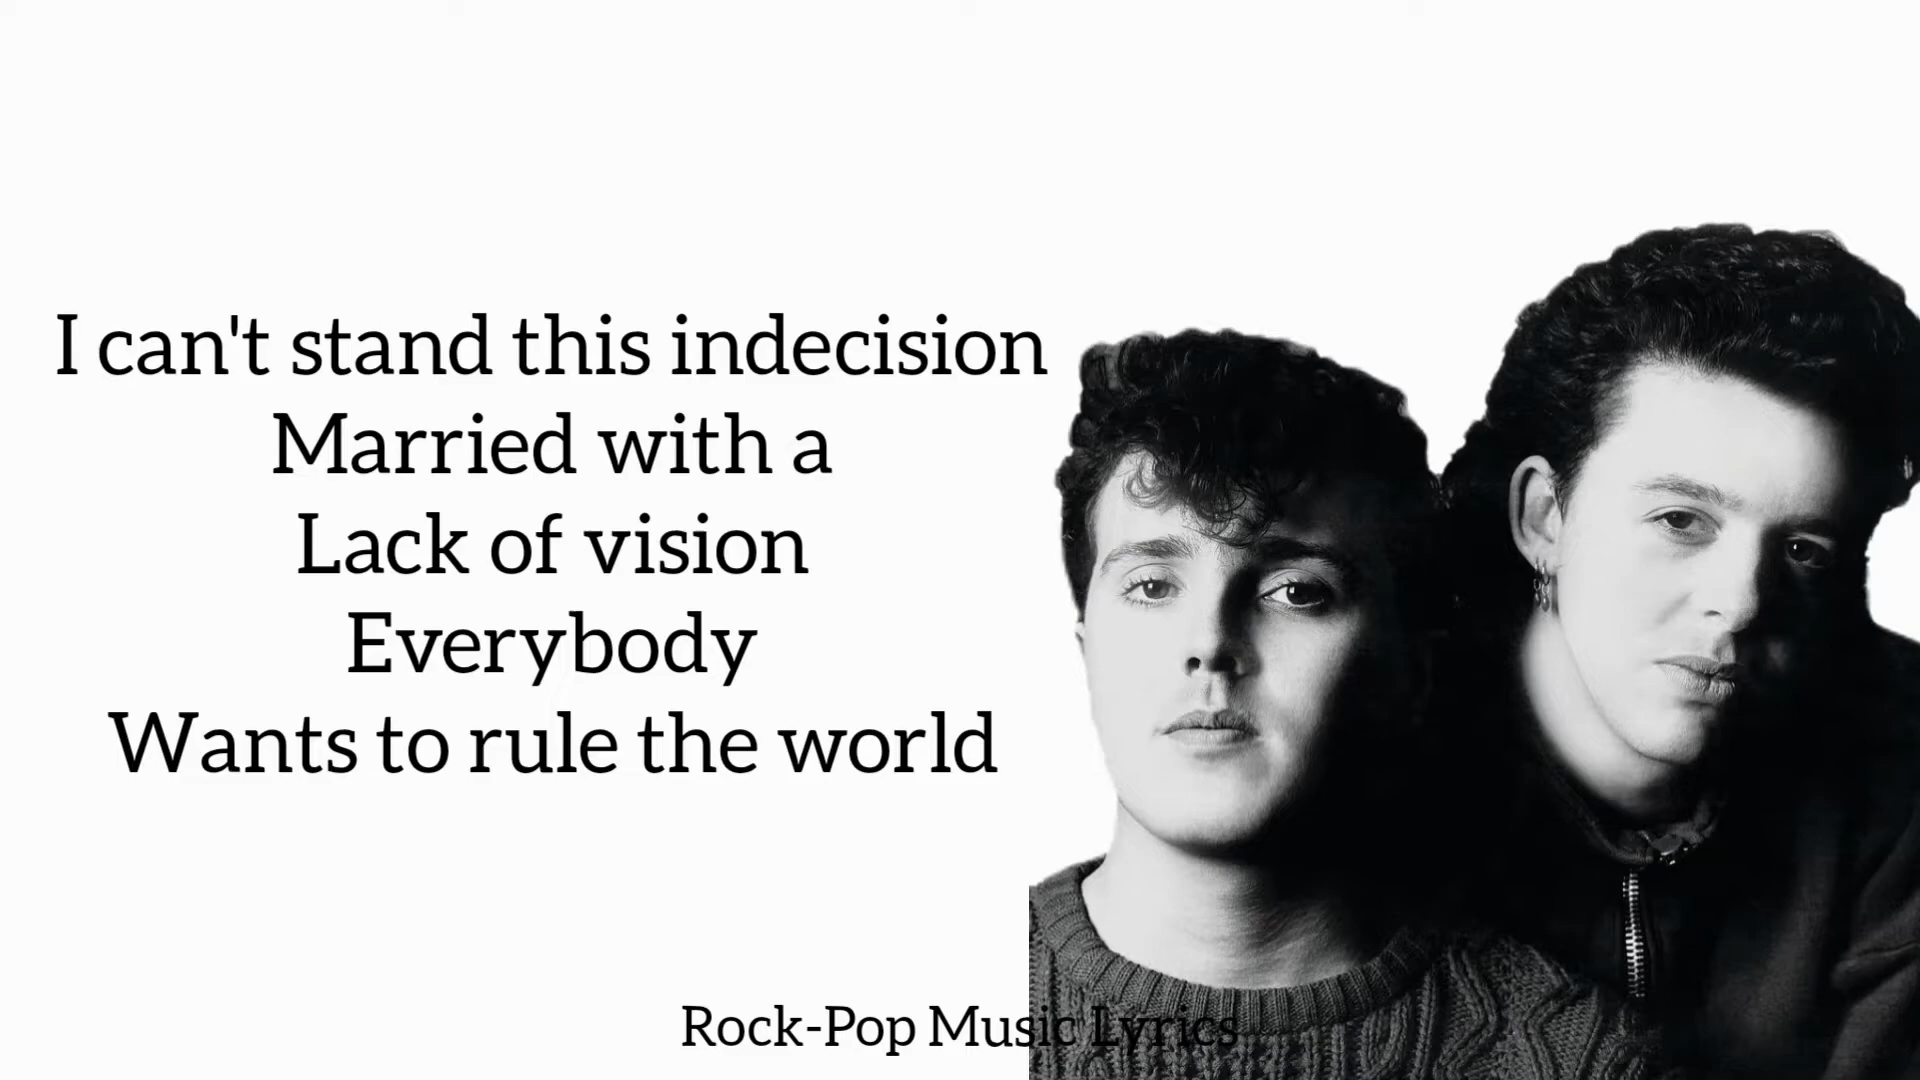 I can't stand this indecision
Married with a
Lack of vision
Everybody
Wants to rule the world
Rock-Pop Music Lyrics